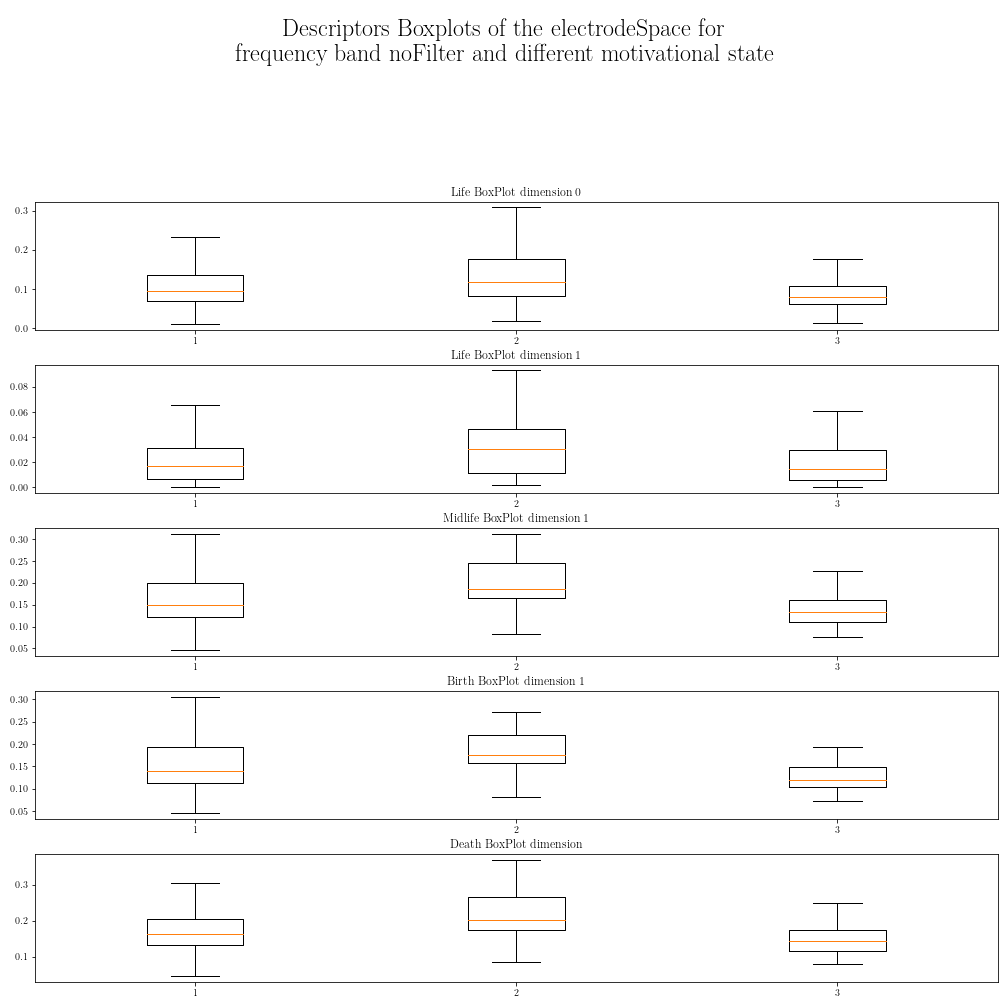 Descriptors Boxplots of the electrodeSpace for
frequency band noFilter and different motivational state
Life BoxPlot dimension 0
0.3
0.2
0.1
0.0
1 2 3
Life BoxPlot dimension 1
0.08
0.06
0.04
0.02
0.00
1 2 3
Midlife BoxPlot dimension 1
0.30
0.25
0.20
0.15
0.10
0.05
1 2 3
Birth BoxPlot dimension 1
0.30
0.25
0.20
0.15
0.10
0.05
1 2 3
Death BoxPlot dimension
0.3
0.2
0.1
1 2 3